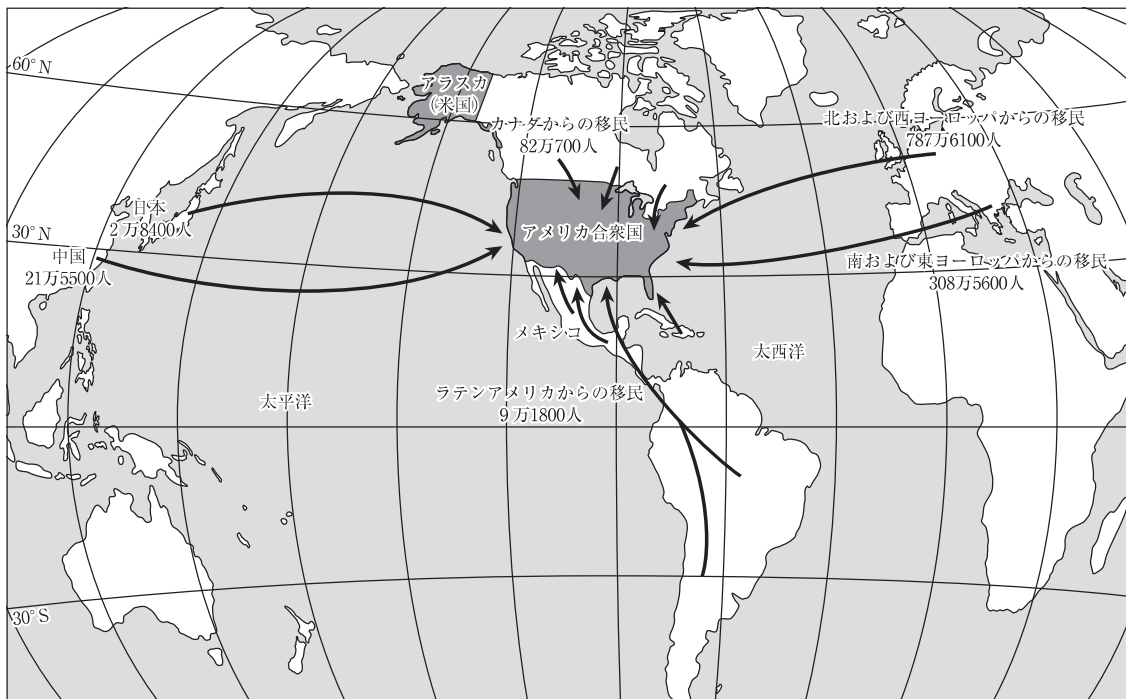 60°N
アラスカ
(米国)
カナダからの移民
82万700人
北および西ヨーロッパからの移民
787万6100人
日本
2万8400人
30°N
中国
21万5500人
アメリカ合衆国
南および東ヨーロッパからの移民
308万5600人
メキシコ
太西洋
ラテンアメリカからの移民
9万1800人
太平洋
30°S